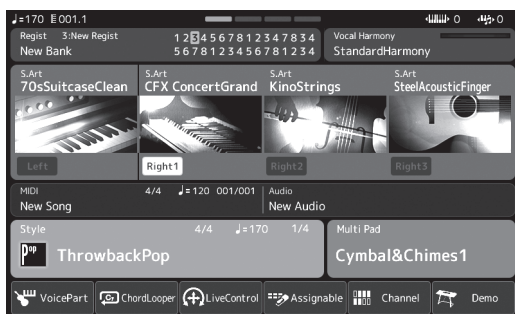 ♩=170 001.1 0 0
Regist 3:New Regist 1 2 3 4 5 6 7 8 1 2 3 4 7 8 3 4 Vocal Harmony
New Bank 5 6 7 8 1 2 3 4 5 6 7 8 1 2 3 4 StandardHarmony
S.Art S.Art S.Art S.Art
70sSuitcaseClean CFX ConcertGrand KinoStrings SteelAcousticFinger
Left Right1 Right2 Right3
MIDI 4/4 ♩=120 001/001 Audio
New Song New Audio
Style 4/4 ♩=170 1/4 Multi Pad
Pop ThrowbackPop Cymbal&Chimes1
VoicePart ChordLooper LiveControl Assignable Channel Demo